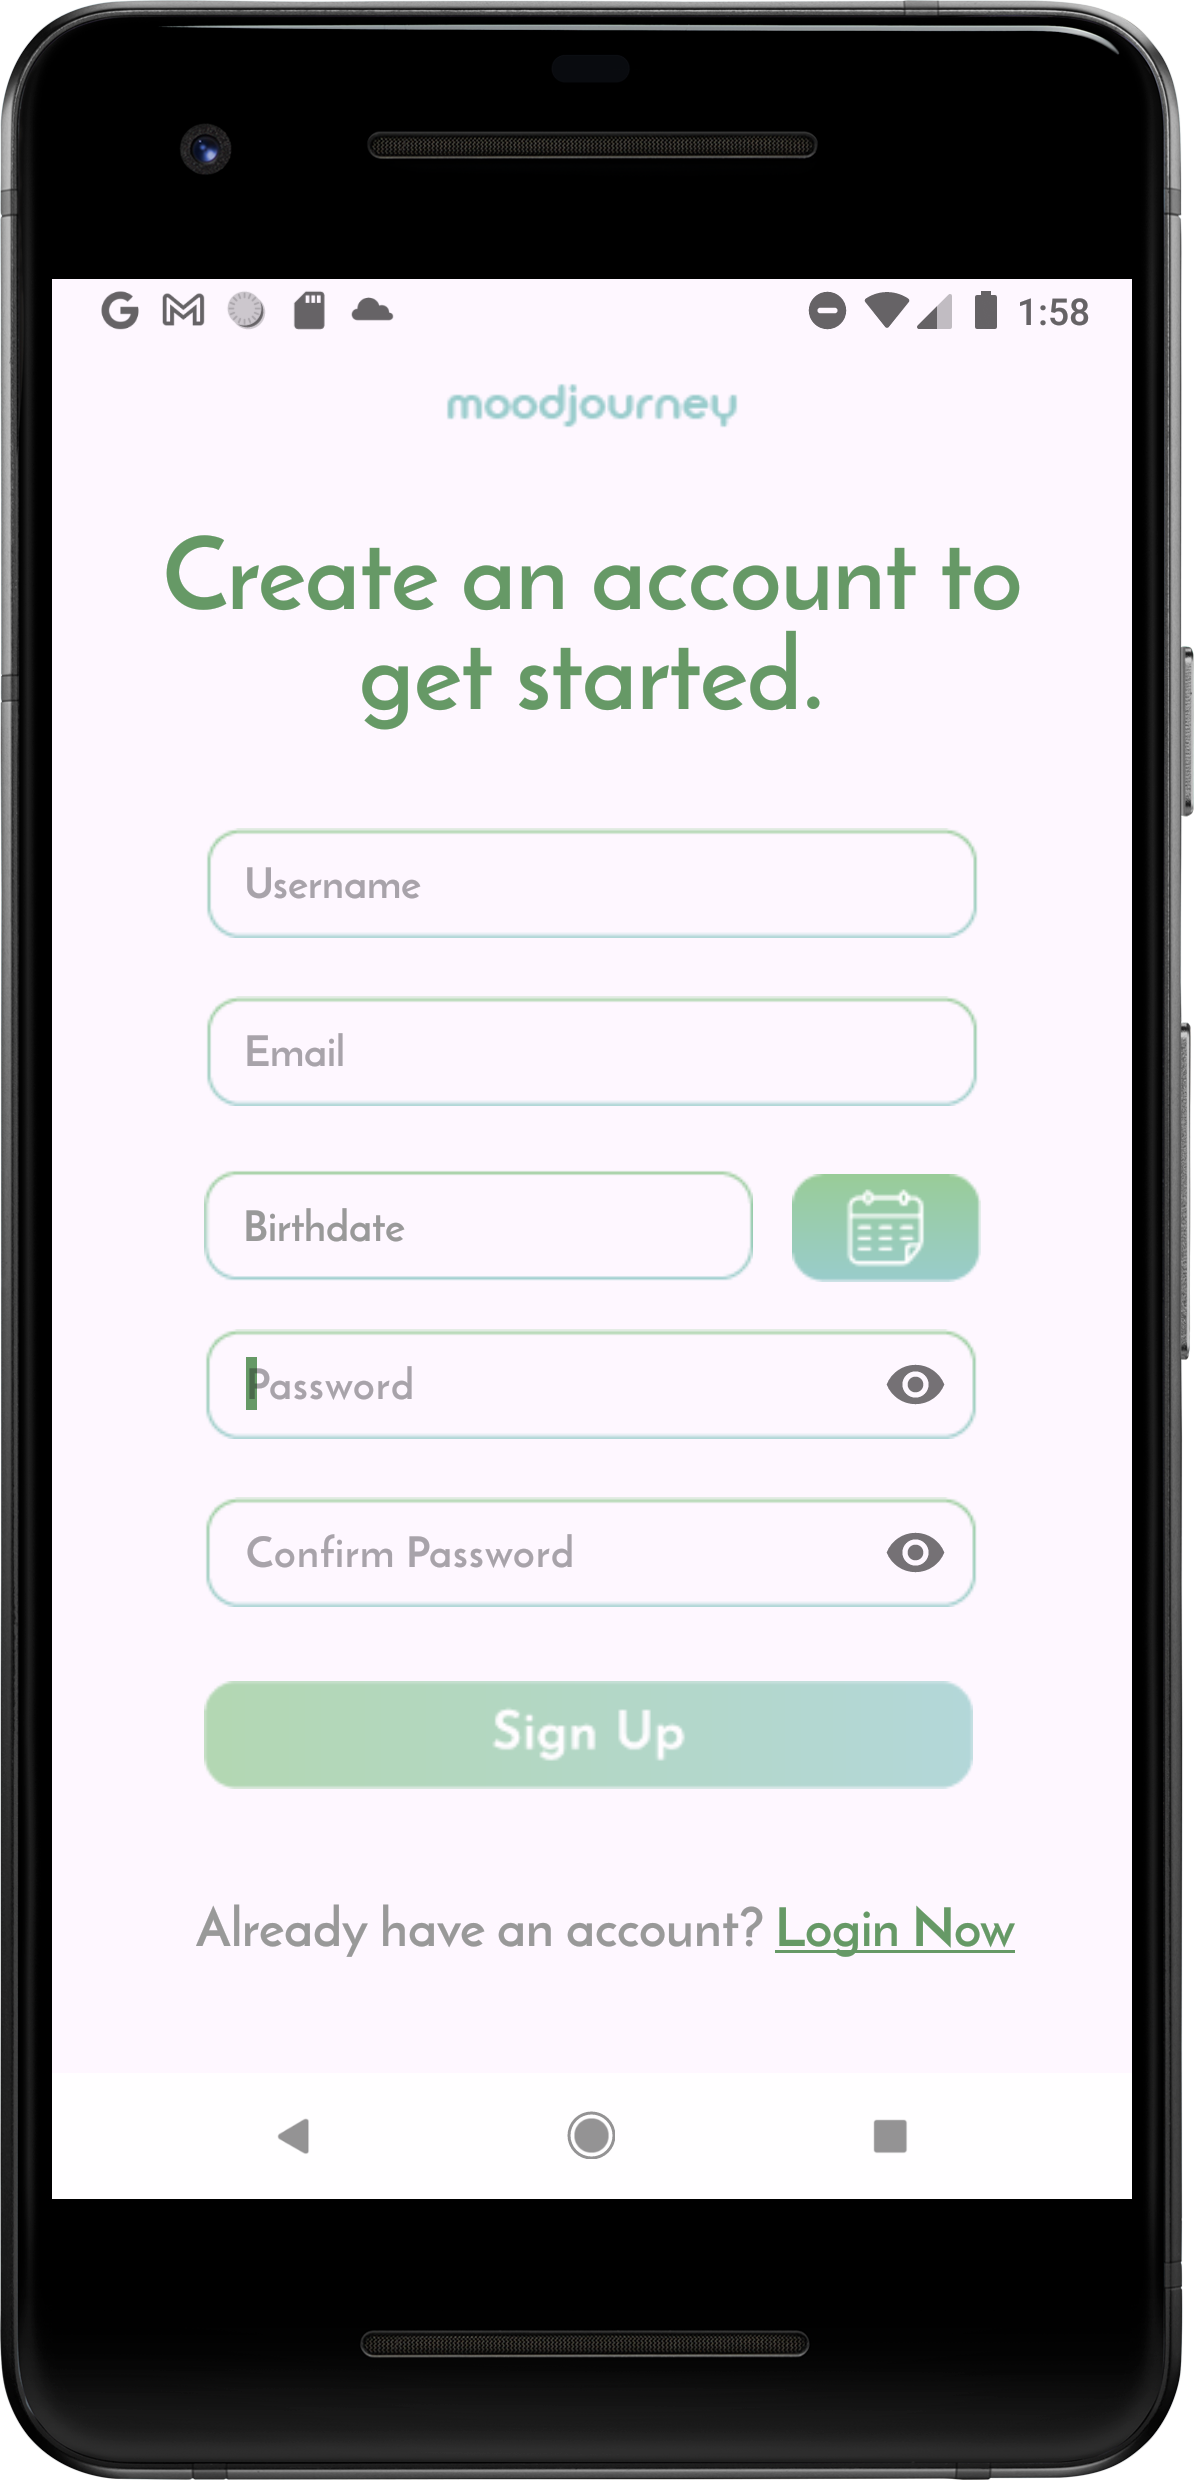 1:58
moodjourney
Create an account to
get started.
Username
Email
Birthdate
Password
Confirm Password
Sign Up
Already have an account? Login Now